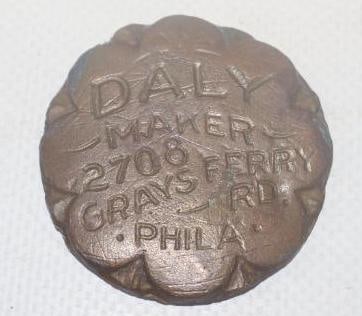 DALY
MAKER
2708
GRAYS FERRY
RD.
· PHILA ·